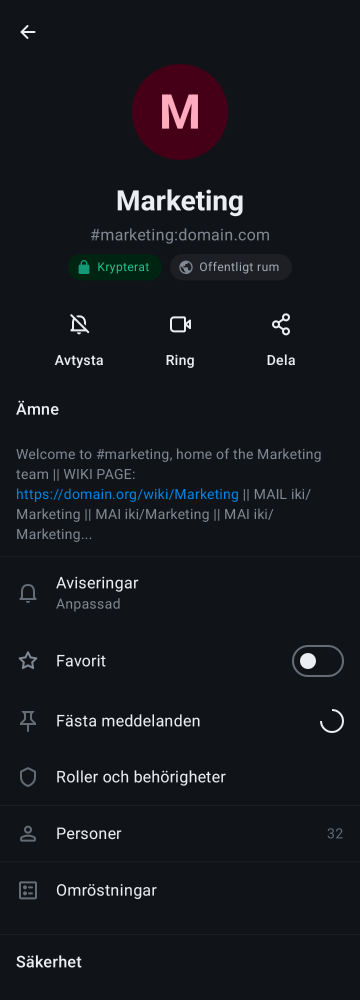 M
Marketing
#marketing:domain.com
Krypterat Offentligt rum
Avtysta Ring Dela
Ämne
Welcome to #marketing, home of the Marketing
team || WIKI PAGE:
https://domain.org/wiki/Marketing || MAIL iki/
Marketing || MAI iki/Marketing || MAI iki/
Marketing...
Aviseringar
Anpassad
Favorit
Fästa meddelanden
Roller och behörigheter
Personer 32
Omröstningar
Säkerhet